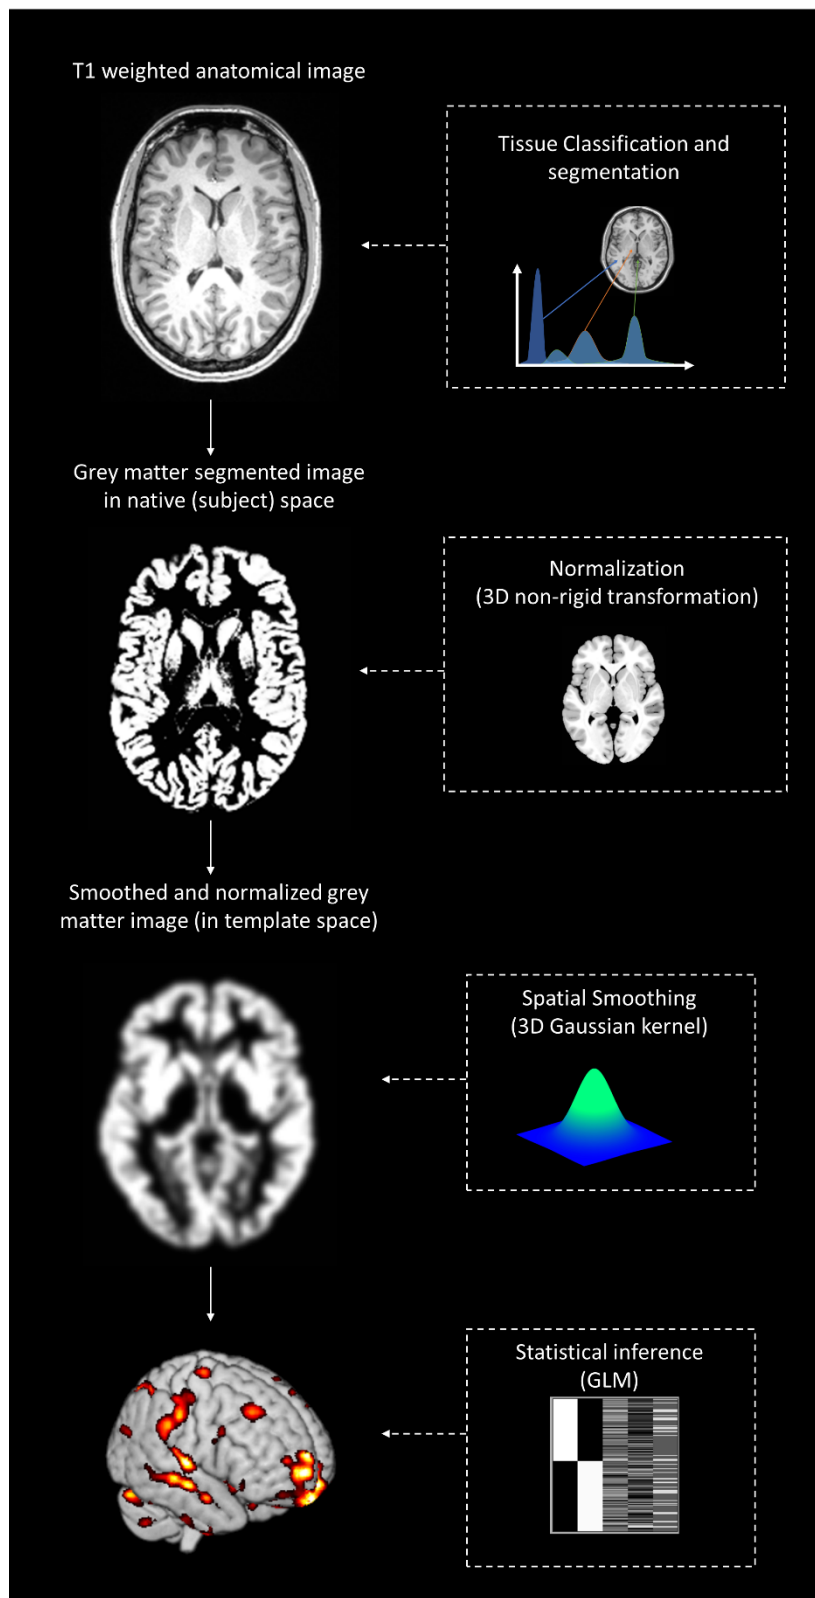 T1 weighted anatomical image
Tissue Classification and
segmentation
Grey matter segmented image
in native (subject) space
Normalization
(3D non-rigid transformation)
Smoothed and normalized grey
matter image (in template space)
Spatial Smoothing
(3D Gaussian kernel)
Statistical inference
(GLM)